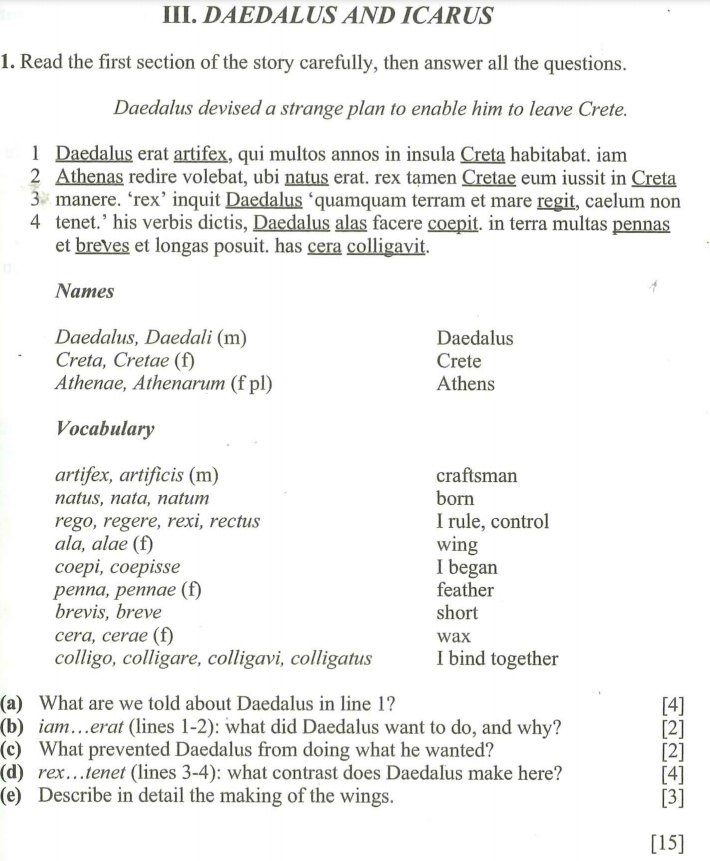 III. DAEDALUS AND ICARUS
1. Read the first section of the story carefully, then answer all the questions.
Daedalus devised a strange plan to enable him to leave Crete.
1 Daedalus erat artifex, qui multos annos in insula Creta habitabat. iam
2 Athenas redire volebat, ubi natus erat. rex tamen Cretae eum iussit in Creta
3 manere. ‘rex’ inquit Daedalus ‘quamquam terram et mare regit, caelum non
4 tenet.’ his verbis dictis, Daedalus alas facere coepit. in terra multas pennas
et breves et longas posuit. has cera colligavit.
Names
Daedalus, Daedali (m) Daedalus
Creta, Cretae (f) Crete
Athenae, Athenarum (f pl) Athens
Vocabulary
artifex, artificis (m) craftsman
natus, nata, natum born
rego, regere, rexi, rectus I rule, control
ala, alae (f) wing
coepi, coepisse I began
penna, pennae (f) feather
brevis, breve short
cera, cerae (f) wax
colligo, colligare, colligavi, colligatus I bind together
(a) What are we told about Daedalus in line 1? [4]
(b) iam…erat (lines 1-2): what did Daedalus want to do, and why? [2]
(c) What prevented Daedalus from doing what he wanted? [2]
(d) rex…tenet (lines 3-4): what contrast does Daedalus make here? [4]
(e) Describe in detail the making of the wings. [3]
[15]